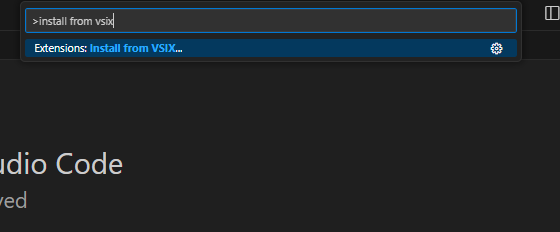 >install from vsix
Extensions: Install from VSIX...
udio Code
ved